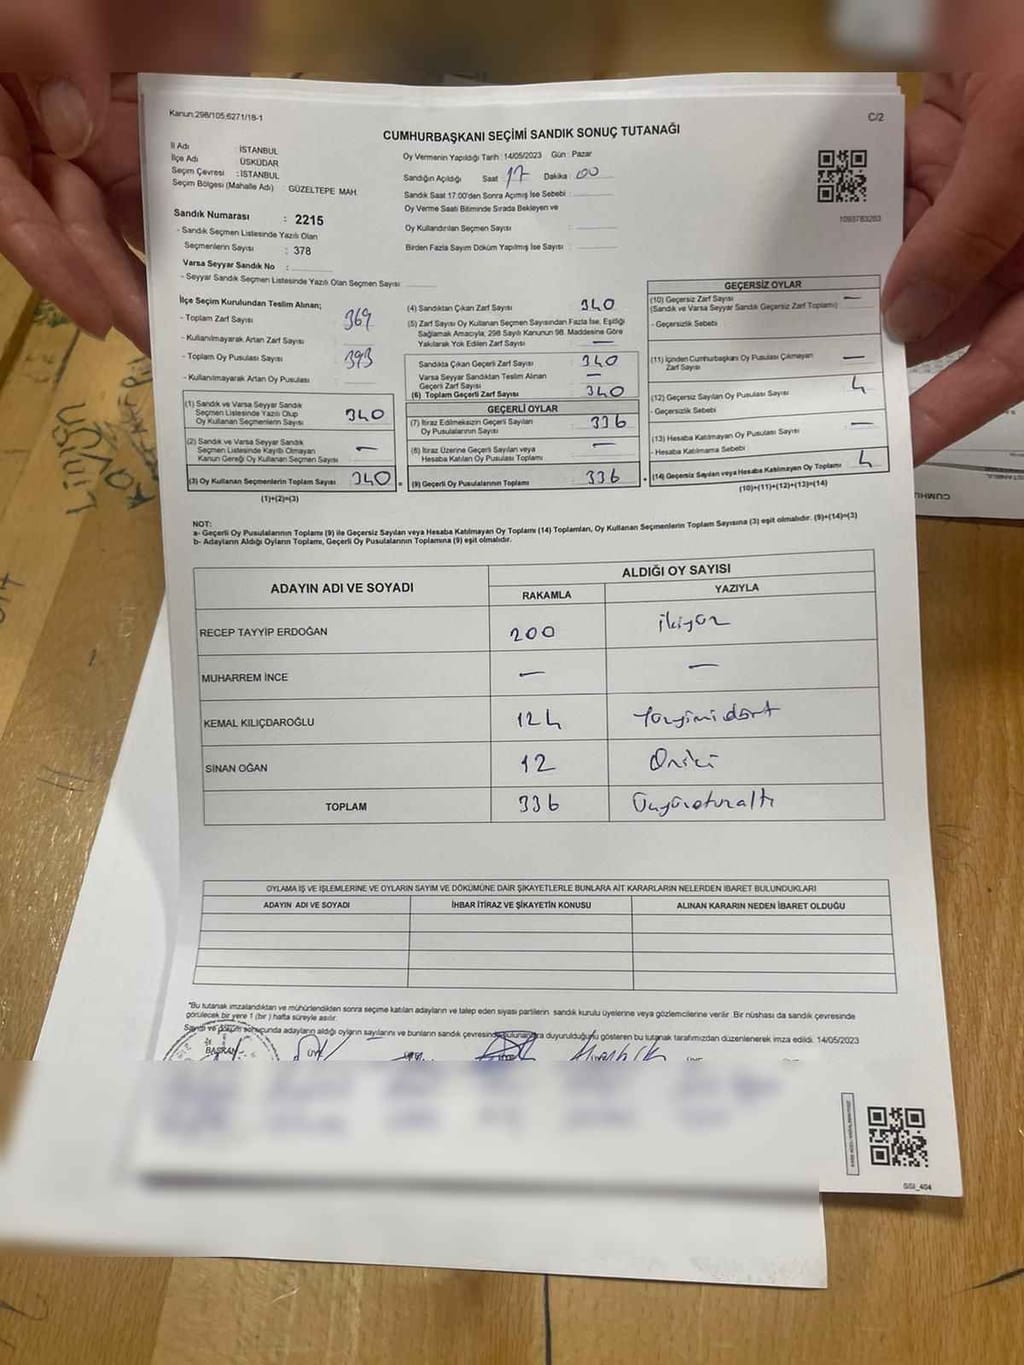 Kanun:298/105,6271/18-1
C/2
CUMHURBAŞKANI SEÇİMİ SANDIK SONUÇ TUTANAĞI
İl Adı : İSTANBUL
İlçe Adı ÜSKÜDAR
Seçim Çevresi : İSTANBUL
Seçim Bölgesi (Mahalle Adı) GÜZELTEPE MAH.
Sandık Numarası : 2215
- Sandık Seçmen Listesinde Yazılı Olan
Seçmenlerin Sayısı : 378
Varsa Seyyar Sandık No :
- Seyyar Sandık Seçmen Listesinde Yazılı Olan Seçmen Sayısı
Oy Vermenin Yapıldığı Tarih : 14/05/2023 Gün : Pazar
Sandığın Açıldığı Saat : 17 Dakika : 00
Sandık Saat 17:00'den Sonra Açılmış İse Sebebi :
Oy Verme Saati Bitiminde Sırada Bekleyen ve
Oy Kullandırılan Seçmen Sayısı :
Birden Fazla Sayım Döküm Yapılmış İse Sayısı :
1093783203
İlçe Seçim Kurulundan Teslim Alınan;
- Toplam Zarf Sayısı 369
- Kullanılmayarak Artan Zarf Sayısı
- Toplam Oy Pusulası Sayısı 393
- Kullanılmayarak Artan Oy Pusulası
(1) Sandık ve Varsa Seyyar Sandık
Seçmen Listesinde Yazılı Olup
Oy Kullanan Seçmenlerin Sayısı 340
(2) Sandık ve Varsa Seyyar Sandık
Seçmen Listesinde Kayıtlı Olmayan
Kanun Gereği Oy Kullanan Seçmen Sayısı —
(3) Oy Kullanan Seçmenlerin Toplam Sayısı 340
(1)+(2)=(3)
(4) Sandıktan Çıkan Zarf Sayısı 340
(5) Zarf Sayısı Oy Kullanan Seçmen Sayısından Fazla İse, Eşitliği
Sağlamak Amacıyla, 298 Sayılı Kanunun 98. Maddesine Göre
Yakılarak Yok Edilen Zarf Sayısı —
Sandıkta Çıkan Geçerli Zarf Sayısı 340
Varsa Seyyar Sandıktan Teslim Alınan
Geçerli Zarf Sayısı —
(6) Toplam Geçerli Zarf Sayısı 340
GEÇERLİ OYLAR
(7) İtiraz Edilmeksizin Geçerli Sayılan
Oy Pusulalarının Sayısı 336
(8) İtiraz Üzerine Geçerli Sayılan veya
Hesaba Katılan Oy Pusulası Toplamı —
= (9) Geçerli Oy Pusulalarının Toplamı 336
GEÇERSİZ OYLAR
(10) Geçersiz Zarf Sayısı —
(Sandık ve Varsa Seyyar Sandık Geçersiz Zarf Toplamı)
- Geçersizlik Sebebi
(11) İçinden Cumhurbaşkanı Oy Pusulası Çıkmayan
Zarf Sayısı —
(12) Geçersiz Sayılan Oy Pusulası Sayısı 4
- Geçersizlik Sebebi
(13) Hesaba Katılmayan Oy Pusulası Sayısı —
- Hesaba Katılmama Sebebi
+ (14) Geçersiz Sayılan veya Hesaba Katılmayan Oy Toplamı 4
(10)+(11)+(12)+(13)=(14)
NOT:
a- Geçerli Oy Pusulalarının Toplamı (9) ile Geçersiz Sayılan veya Hesaba Katılmayan Oy Toplamı (14) Toplamları, Oy Kullanan Seçmenlerin Toplam Sayısına (3) eşit olmalıdır. (9)+(14)=(3)
b- Adayların Aldığı Oyların Toplamı, Geçerli Oy Pusulalarının Toplamına (9) eşit olmalıdır.
ADAYIN ADI VE SOYADI
ALDIĞI OY SAYISI
RAKAMLA YAZIYLA
RECEP TAYYİP ERDOĞAN 200 ikiyüz
MUHARREM İNCE — —
KEMAL KILIÇDAROĞLU 124 Yüzyirmidört
SİNAN OĞAN 12 Oniki
TOPLAM 336 Üçyüzotuzaltı
OYLAMA İŞ VE İŞLEMLERİNE VE OYLARIN SAYIM VE DÖKÜMÜNE DAİR ŞİKAYETLERLE BUNLARA AİT KARARLARIN NELERDEN İBARET BULUNDUKLARI
ADAYIN ADI VE SOYADI İHBAR İTİRAZ VE ŞİKAYETİN KONUSU ALINAN KARARIN NEDEN İBARET OLDUĞU
*Bu tutanak imzalandıktan ve mühürlendikten sonra seçime katılan adayların ve talep eden siyasi partilerin sandık kurulu üyelerine veya gözlemcilerine verilir. Bir nüshası da sandık çevresinde
görülecek bir yere 1 (bir) hafta süreyle asılır.
Sayım ve döküm sonucunda adayların aldığı oyların sayılarını ve bunların sandık çevresinde bulunanlara duyurulduğunu gösteren bu tutanak tarafımızdan düzenlenerek imza edildi. 14/05/2023
BAŞKAN
SSI_404